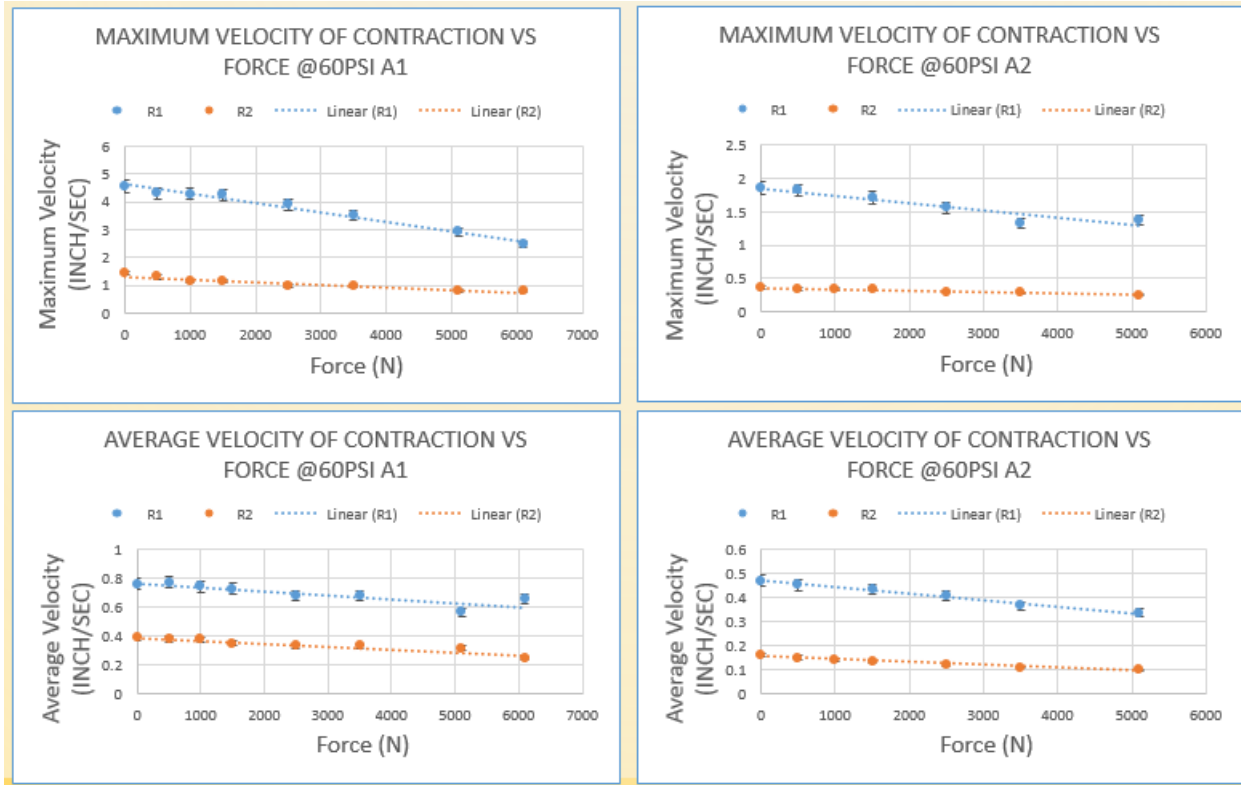 MAXIMUM VELOCITY OF CONTRACTION VS
FORCE @60PSI A1
R1 R2 Linear (R1) Linear (R2)
Maximum Velocity
(INCH/SEC)
6
5
4
3
2
1
0
0 1000 2000 3000 4000 5000 6000 7000
Force (N)
MAXIMUM VELOCITY OF CONTRACTION VS
FORCE @60PSI A2
R1 R2 Linear (R1) Linear (R2)
Maximum Velocity
(INCH/SEC)
2.5
2
1.5
1
0.5
0
0 1000 2000 3000 4000 5000 6000
Force (N)
AVERAGE VELOCITY OF CONTRACTION VS
FORCE @60PSI A1
R1 R2 Linear (R1) Linear (R2)
Average Velocity
(INCH/SEC)
1
0.8
0.6
0.4
0.2
0
0 1000 2000 3000 4000 5000 6000 7000
Force (N)
AVERAGE VELOCITY OF CONTRACTION VS
FORCE @60PSI A2
R1 R2 Linear (R1) Linear (R2)
Average Velocity
(INCH/SEC)
0.6
0.5
0.4
0.3
0.2
0.1
0
0 1000 2000 3000 4000 5000 6000
Force (N)